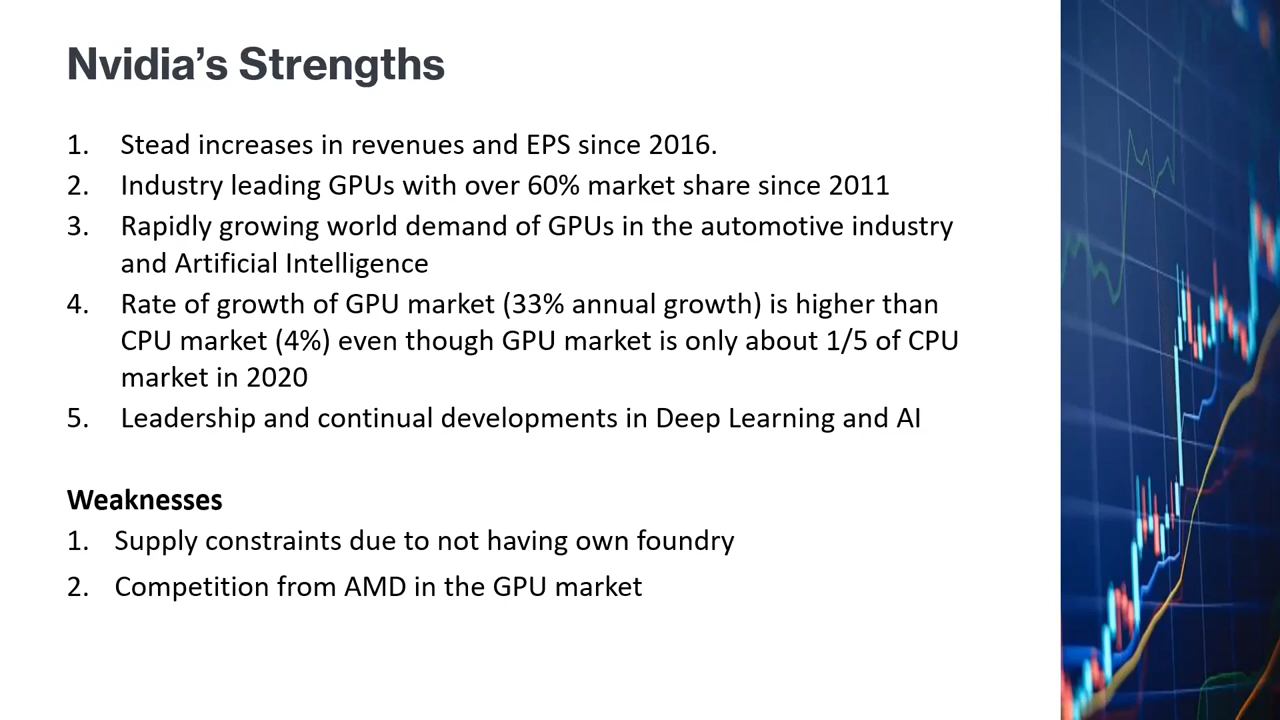 Nvidia’s Strengths
1. Stead increases in revenues and EPS since 2016.
2. Industry leading GPUs with over 60% market share since 2011
3. Rapidly growing world demand of GPUs in the automotive industry
and Artificial Intelligence
4. Rate of growth of GPU market (33% annual growth) is higher than
CPU market (4%) even though GPU market is only about 1/5 of CPU
market in 2020
5. Leadership and continual developments in Deep Learning and AI
Weaknesses
1. Supply constraints due to not having own foundry
2. Competition from AMD in the GPU market